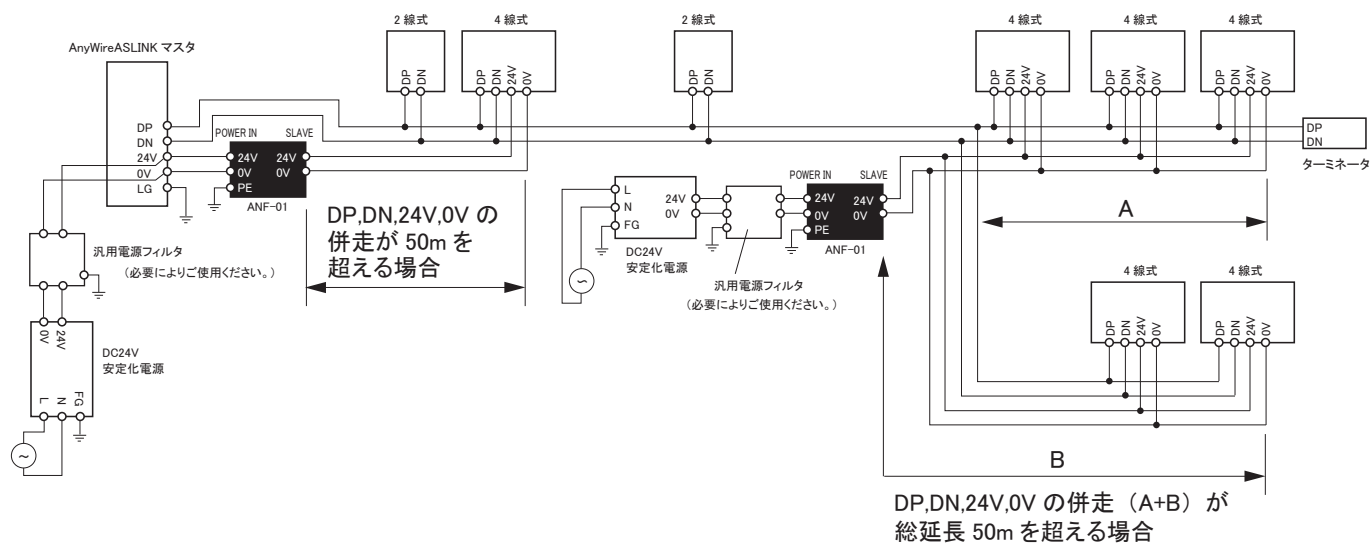 2 線式
4 線式
2 線式
4 線式
4 線式
4 線式
AnyWireASLINK マスタ
DP
DN
DP
DN
24V
0V
DP
DN
DP
DN
24V
0V
DP
DN
24V
0V
DP
DN
24V
0V
DP
DN
24V
0V
LG
POWER IN
SLAVE
24V
0V
PE
24V
0V
ANF-01
DP
DN
ターミネータ
DP,DN,24V,0V の
併走が 50m を
超える場合
L
N
FG
24V
0V
DC24V
安定化電源
汎用電源フィルタ
(必要によりご使用ください。)
POWER IN
SLAVE
24V
0V
PE
24V
0V
ANF-01
A
汎用電源フィルタ
(必要によりご使用ください。)
0V
24V
DC24V
安定化電源
L
N
FG
4 線式
4 線式
DP
DN
24V
0V
DP
DN
24V
0V
B
DP,DN,24V,0V の併走（A+B）が
総延長 50m を超える場合